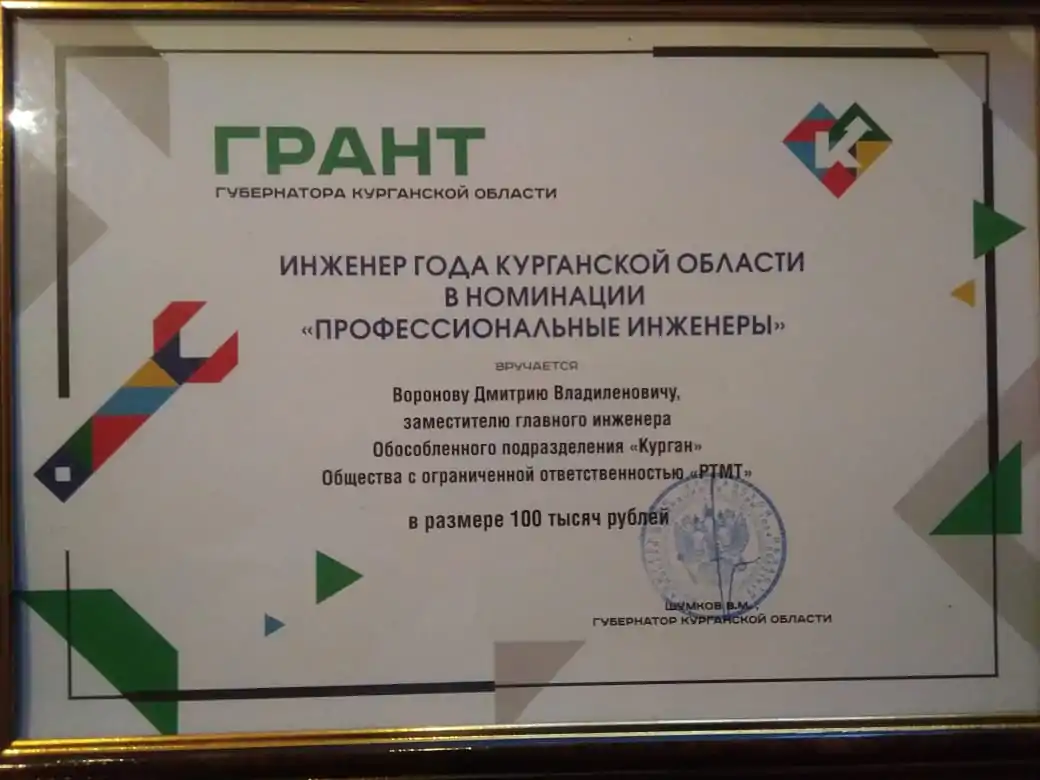 ГРАНТ
ГУБЕРНАТОРА КУРГАНСКОЙ ОБЛАСТИ
К
ИНЖЕНЕР ГОДА КУРГАНСКОЙ ОБЛАСТИ
В НОМИНАЦИИ
«ПРОФЕССИОНАЛЬНЫЕ ИНЖЕНЕРЫ»
ВРУЧАЕТСЯ
Воронову Дмитрию Владиленовичу,
заместителю главного инженера
Обособленного подразделения «Курган»
Общества с ограниченной ответственностью «РТМТ»
в размере 100 тысяч рублей
ШУМКОВ В.М.,
ГУБЕРНАТОР КУРГАНСКОЙ ОБЛАСТИ